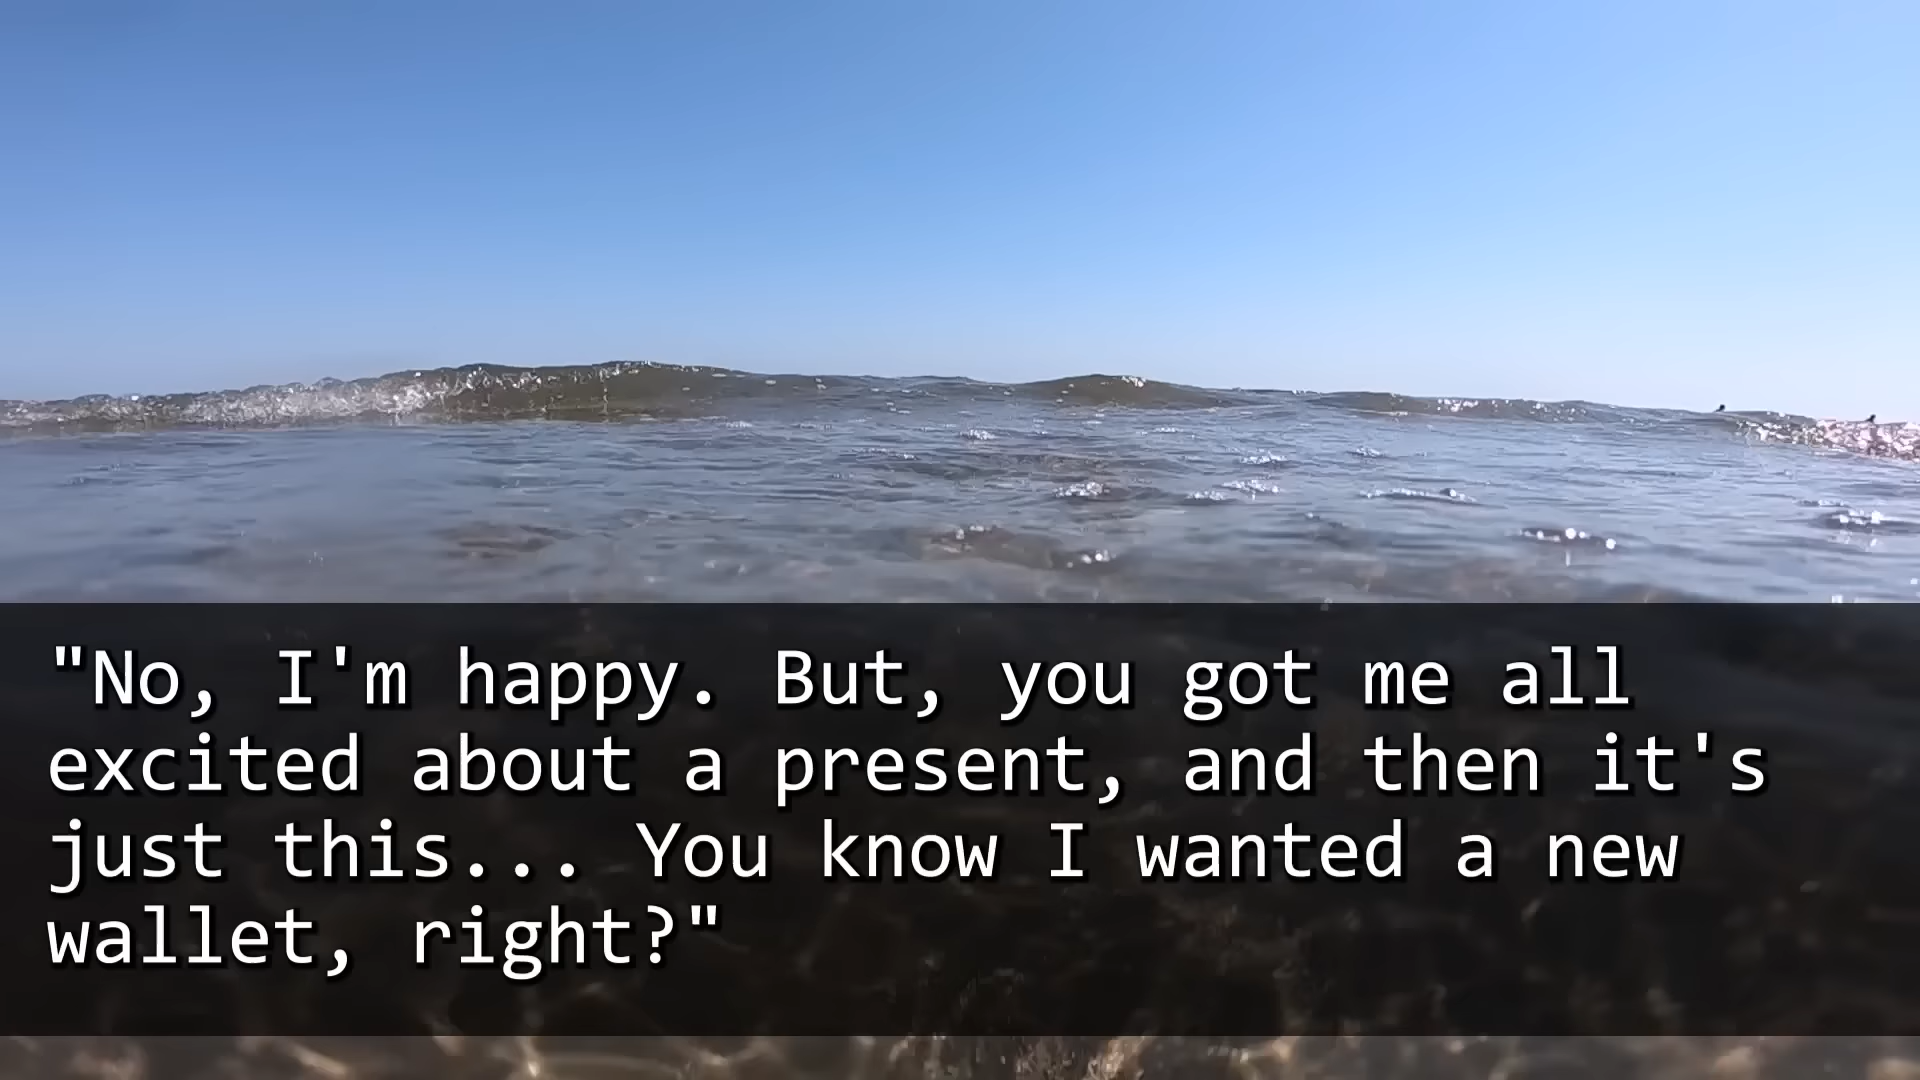 "No, I'm happy. But, you got me all
excited about a present, and then it's
just this... You know I wanted a new
wallet, right?"